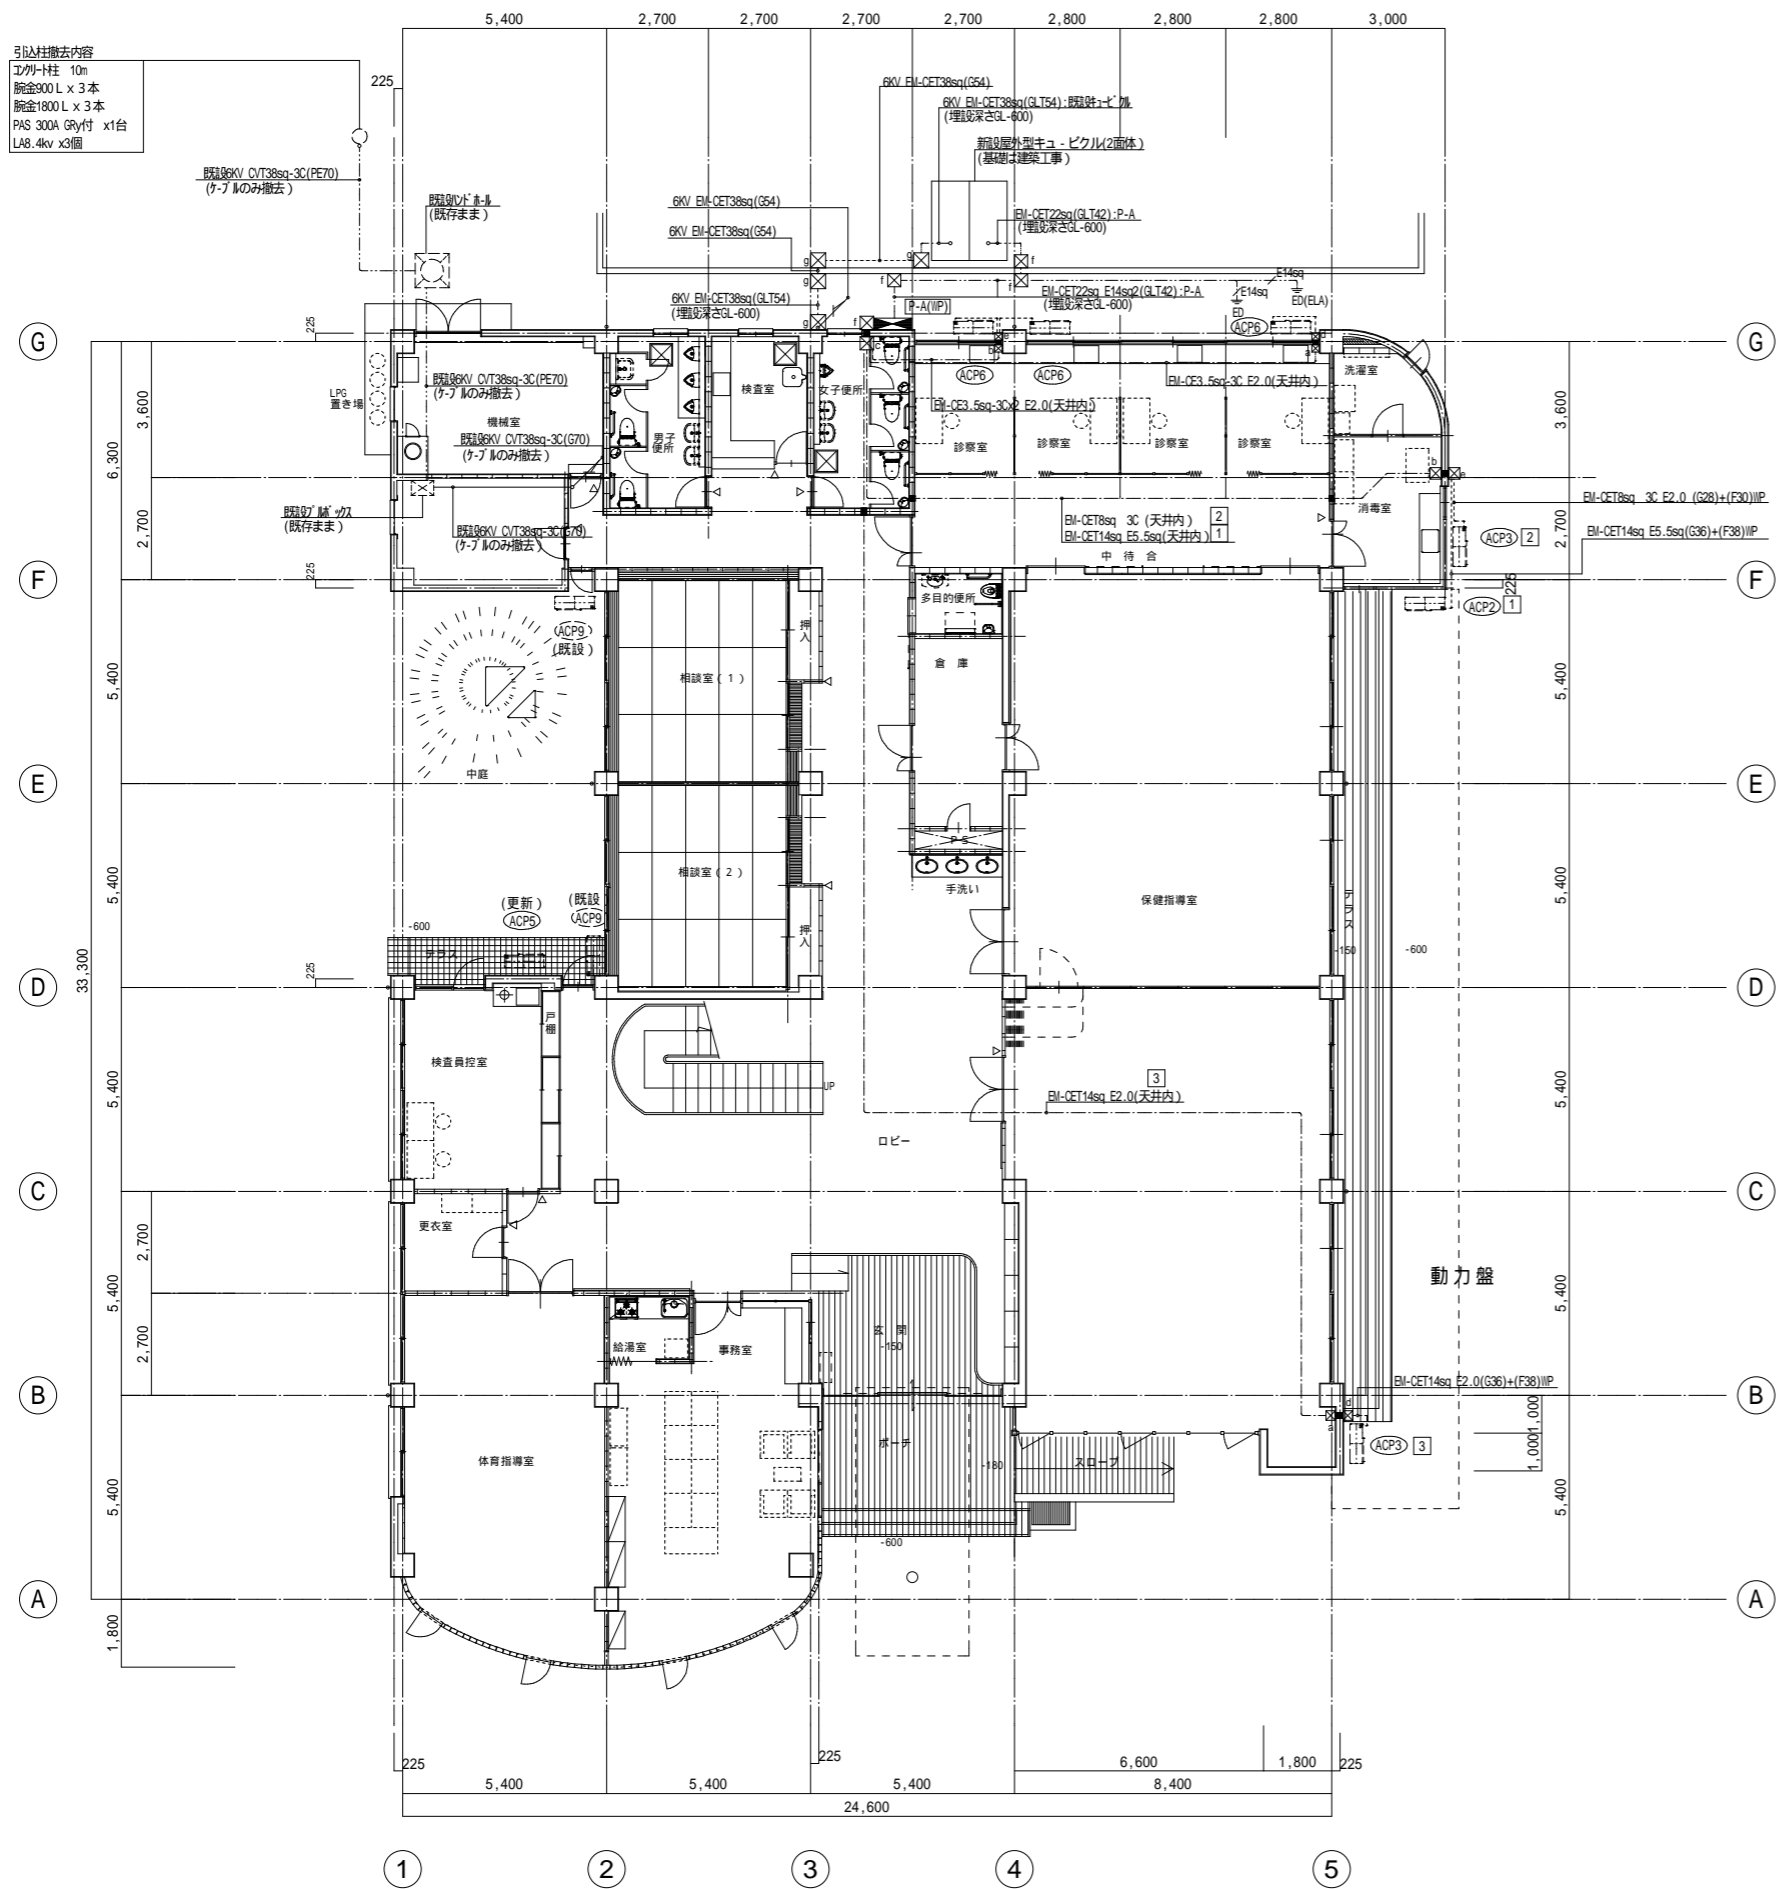 5,400
2,700
2,700
2,700
2,700
2,800
2,800
2,800
3,000
引込柱撤去内容
コンクリート柱 10m
腕金900L x 3本
腕金1800L x 3本
PAS 300A GRy付 x1台
LA8.4kv x3個
225
6KV EM-CET38sq(G54)
6KV EM-CET38sq(GLT54):既設キュービクル
(埋設深さGL-600)
新設屋外型キュ-ビクル(2面体)
(基礎は建築工事)
既設6KV CVT38sq-3C(PE70)
(ケーブルのみ撤去)
既設ハンドホール
(既存まま)
6KV EM-CET38sq(G54)
6KV EM-CET38sq(G54)
EM-CET22sq(GLT42):P-A
(埋設深さGL-600)
g
g
f
g
f
f
E14sq
6KV EM-CET38sq(GLT54)
(埋設深さGL-600)
P-A(WP)
EM-CET22sq E14sq2(GLT42):P-A
(埋設深さGL-600)
E14sq
ED
ED(ELA)
g
f
ACP6
G
225
G
3,600
6,300
2,700
LPG
置き場
既設6KV CVT38sq-3C(PE70)
(ケーブルのみ撤去)
機械室
既設6KV CVT38sq-3C(G70)
(ケーブルのみ撤去)
男子
便所
検査室
女子便所
c
b
a
ACP6
ACP6
EM-CE3.5sq-3C E2.0(天井内)
EM-CE3.5sq-3Cx2 E2.0(天井内)
診察室
診察室
診察室
診察室
洗濯室
3,600
b
e
消毒室
EM-CET8sq 3C E2.0 (G28)+(F30)WP
既設プルボックス
(既存まま)
既設6KV CVT38sq-3C(G70)
(ケーブルのみ撤去)
EM-CET8sq 3C (天井内)
2
EM-CET14sq E5.5sq(天井内)
1
中待合
ACP3
2
2,700
EM-CET14sq E5.5sq(G36)+(F38)WP
F
225
225
F
ACP2
1
ACP9
(既設)
押入
多目的便所
倉庫
相談室(1)
中庭
5,400
5,400
E
E
PS
手洗い
相談室(2)
押入
保健指導室
テラス
-150
-600
5,400
5,400
33,300
(更新)
ACP5
(既設
ACP9
-600
テラス
D
225
D
戸棚
検査員控室
UP
ロビー
3
EM-CET14sq E2.0(天井内)
5,400
5,400
C
C
更衣室
2,700
5,400
2,700
動力盤
5,400
給湯室
事務室
玄関
-150
B
EM-CET14sq E2.0(G36)+(F38)WP
B
d
a
ACP3
3
1,000
1,000
体育指導室
ポーチ
-180
スロープ
5,400
5,400
-600
A
A
1,800
225
225
6,600
1,800
225
5,400
5,400
5,400
8,400
24,600
1
2
3
4
5